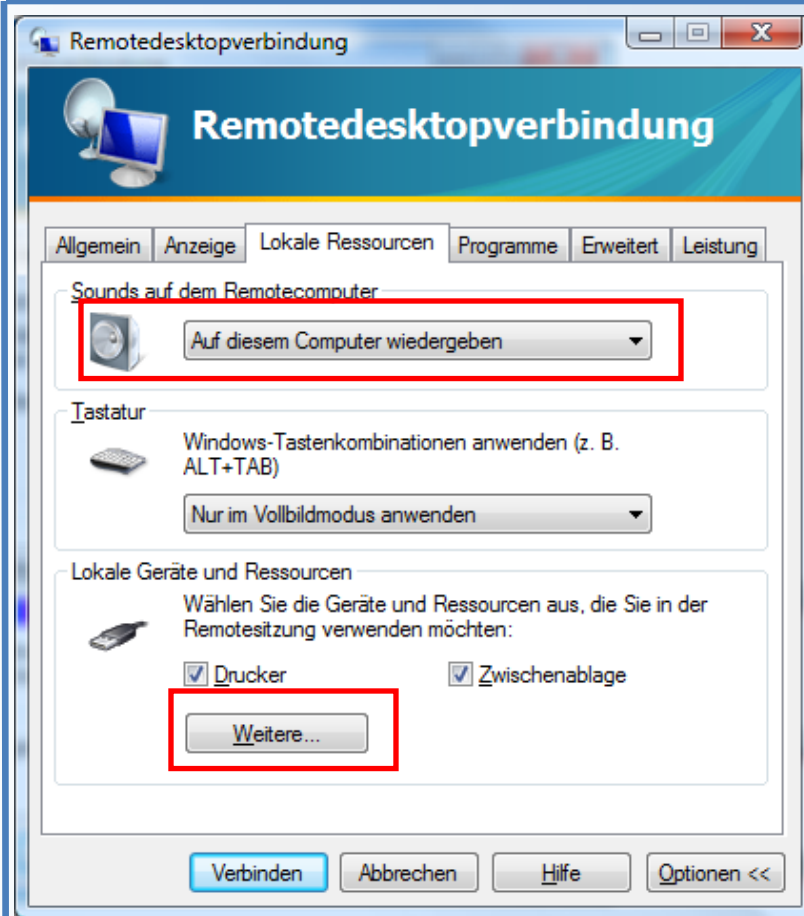 Remotedesktopverbindung
Remotedesktopverbindung
Allgemein Anzeige Lokale Ressourcen Programme Erweitert Leistung
Sounds auf dem Remotecomputer
Auf diesem Computer wiedergeben
Tastatur
Windows-Tastenkombinationen anwenden (z. B.
ALT+TAB)
Nur im Vollbildmodus anwenden
Lokale Geräte und Ressourcen
Wählen Sie die Geräte und Ressourcen aus, die Sie in der
Remotesitzung verwenden möchten:
Drucker Zwischenablage
Weitere...
Verbinden Abbrechen Hilfe Optionen <<